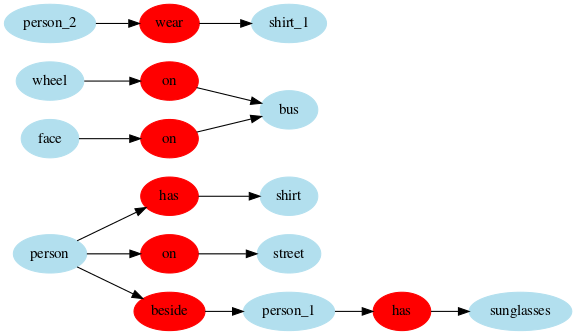 person_2 wear shirt_1
wheel on
bus
face on
has shirt
person on street
beside person_1 has sunglasses